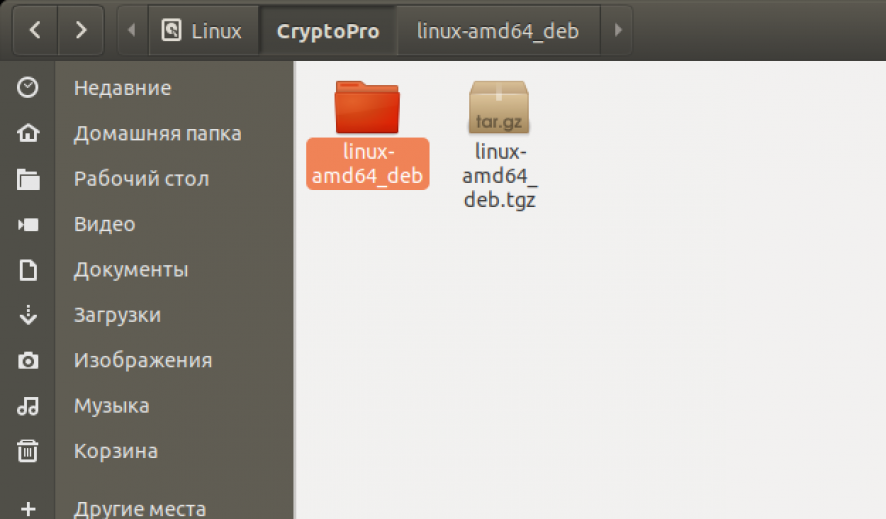 Linux
CryptoPro
linux-amd64_deb
Недавние
Домашняя папка
Рабочий стол
Видео
Документы
Загрузки
Изображения
Музыка
Корзина
Другие места
linux-
amd64_deb
tar.gz
linux-
amd64_
deb.tgz